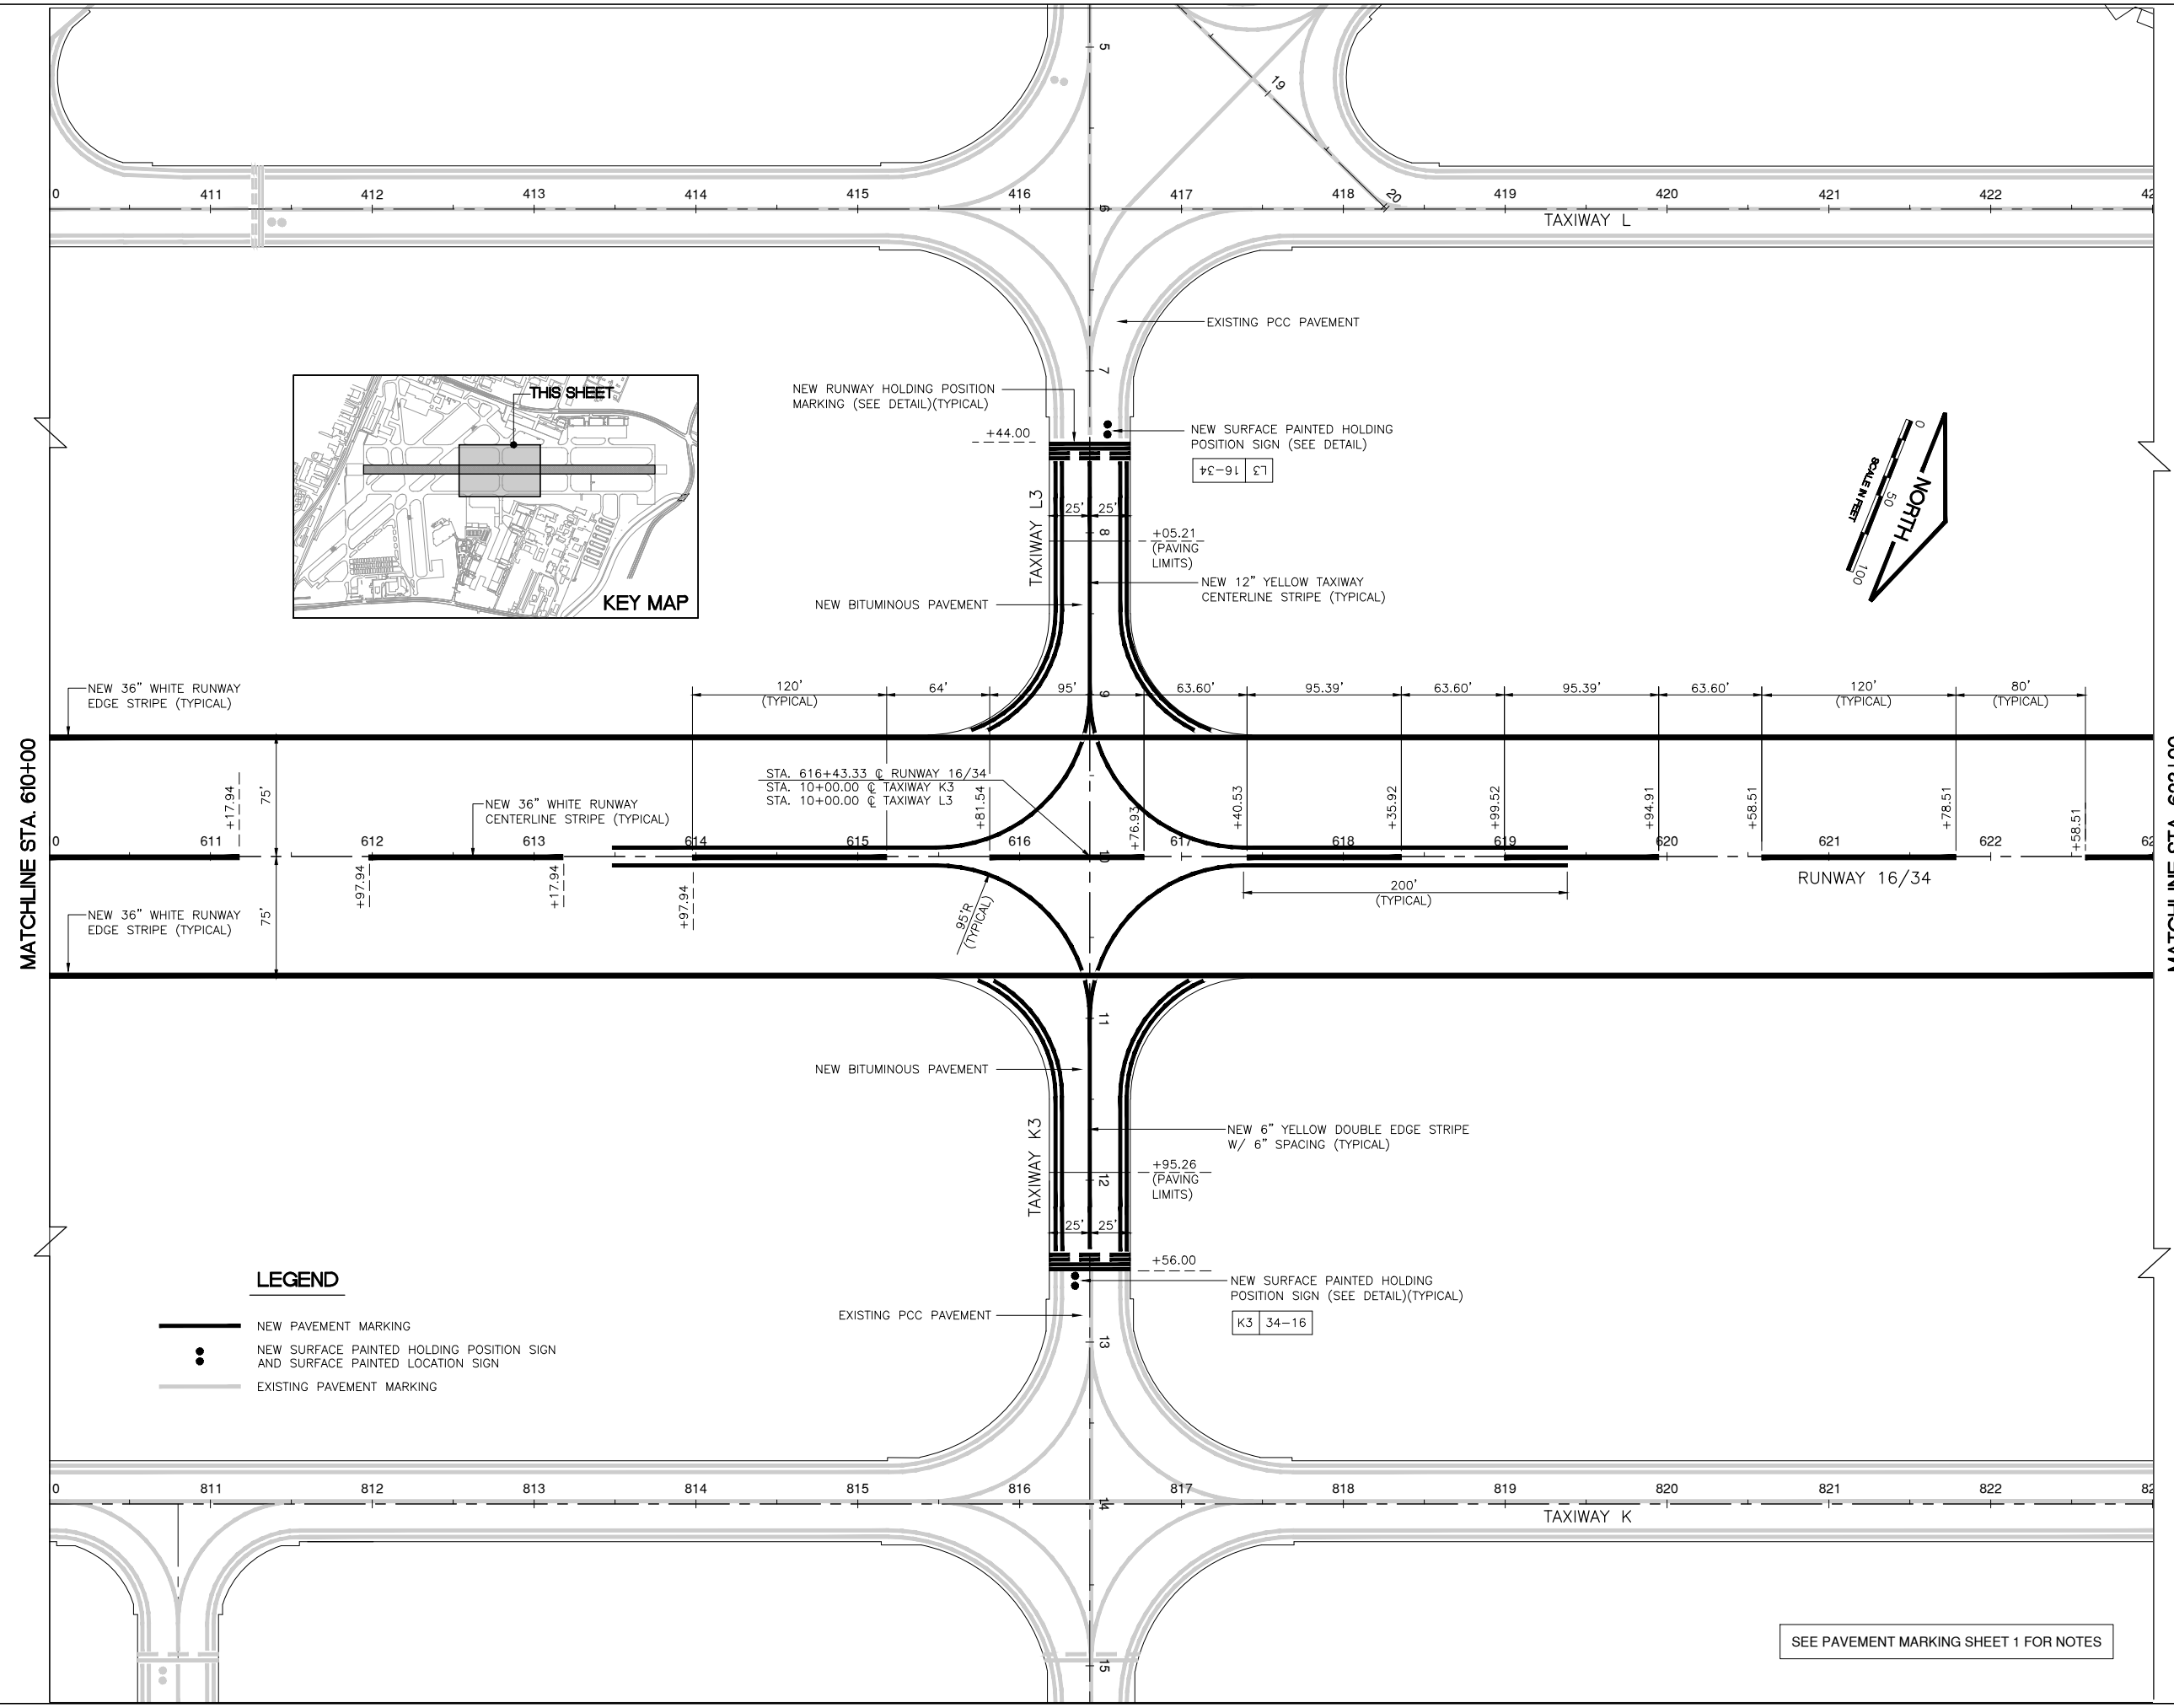 5
19
0
411
412
413
414
415
416
417
418
20
419
420
421
422
42
6
TAXIWAY L
EXISTING PCC PAVEMENT
7
THIS SHEET
KEY MAP
NEW RUNWAY HOLDING POSITION
MARKING (SEE DETAIL)(TYPICAL)
+44.00
NEW SURFACE PAINTED HOLDING
POSITION SIGN (SEE DETAIL)
L3 16-34
0
50
100
SCALE IN FEET
NORTH
TAXIWAY L3
25'
25'
8
+05.21
(PAVING
LIMITS)
NEW 12" YELLOW TAXIWAY
CENTERLINE STRIPE (TYPICAL)
NEW BITUMINOUS PAVEMENT
NEW 36" WHITE RUNWAY
EDGE STRIPE (TYPICAL)
120'
(TYPICAL)
64'
95'
9
63.60'
95.39'
63.60'
95.39'
63.60'
120'
(TYPICAL)
80'
(TYPICAL)
MATCHLINE STA. 610+00
75'
75'
+17.94
NEW 36" WHITE RUNWAY
CENTERLINE STRIPE (TYPICAL)
STA. 616+43.33 ℄ RUNWAY 16/34
STA. 10+00.00 ℄ TAXIWAY K3
STA. 10+00.00 ℄ TAXIWAY L3
+81.54
+76.93
+40.53
+35.92
+99.52
+94.91
+58.51
+78.51
+58.51
0
611
612
613
614
615
616
10
617
618
619
620
621
622
62
+97.94
+17.94
+97.94
RUNWAY 16/34
200'
(TYPICAL)
95'R
(TYPICAL)
NEW 36" WHITE RUNWAY
EDGE STRIPE (TYPICAL)
11
NEW BITUMINOUS PAVEMENT
TAXIWAY K3
NEW 6" YELLOW DOUBLE EDGE STRIPE
W/ 6" SPACING (TYPICAL)
+95.26
(PAVING
LIMITS)
12
25'
25'
+56.00
NEW SURFACE PAINTED HOLDING
POSITION SIGN (SEE DETAIL)(TYPICAL)
K3 34-16
EXISTING PCC PAVEMENT
13
LEGEND
NEW PAVEMENT MARKING
NEW SURFACE PAINTED HOLDING POSITION SIGN
AND SURFACE PAINTED LOCATION SIGN
EXISTING PAVEMENT MARKING
0
811
812
813
814
815
816
14
817
818
819
820
821
822
82
TAXIWAY K
15
SEE PAVEMENT MARKING SHEET 1 FOR NOTES